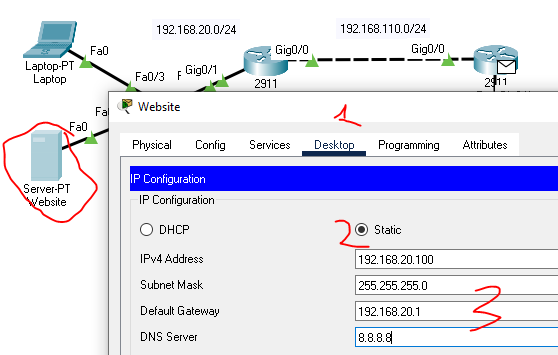 192.168.20.0/24
192.168.110.0/24
Fa0
Gig0/0
Gig0/0
Laptop-PT
Laptop
Fa0/3
Gig0/1
2911
2911
Fa0
Server-PT
Website
Website
1
Physical Config Services Desktop Programming Attributes
IP Configuration
IP Configuration
DHCP
2
Static
IPv4 Address 192.168.20.100
Subnet Mask 255.255.255.0
Default Gateway 192.168.20.1
3
DNS Server 8.8.8.8